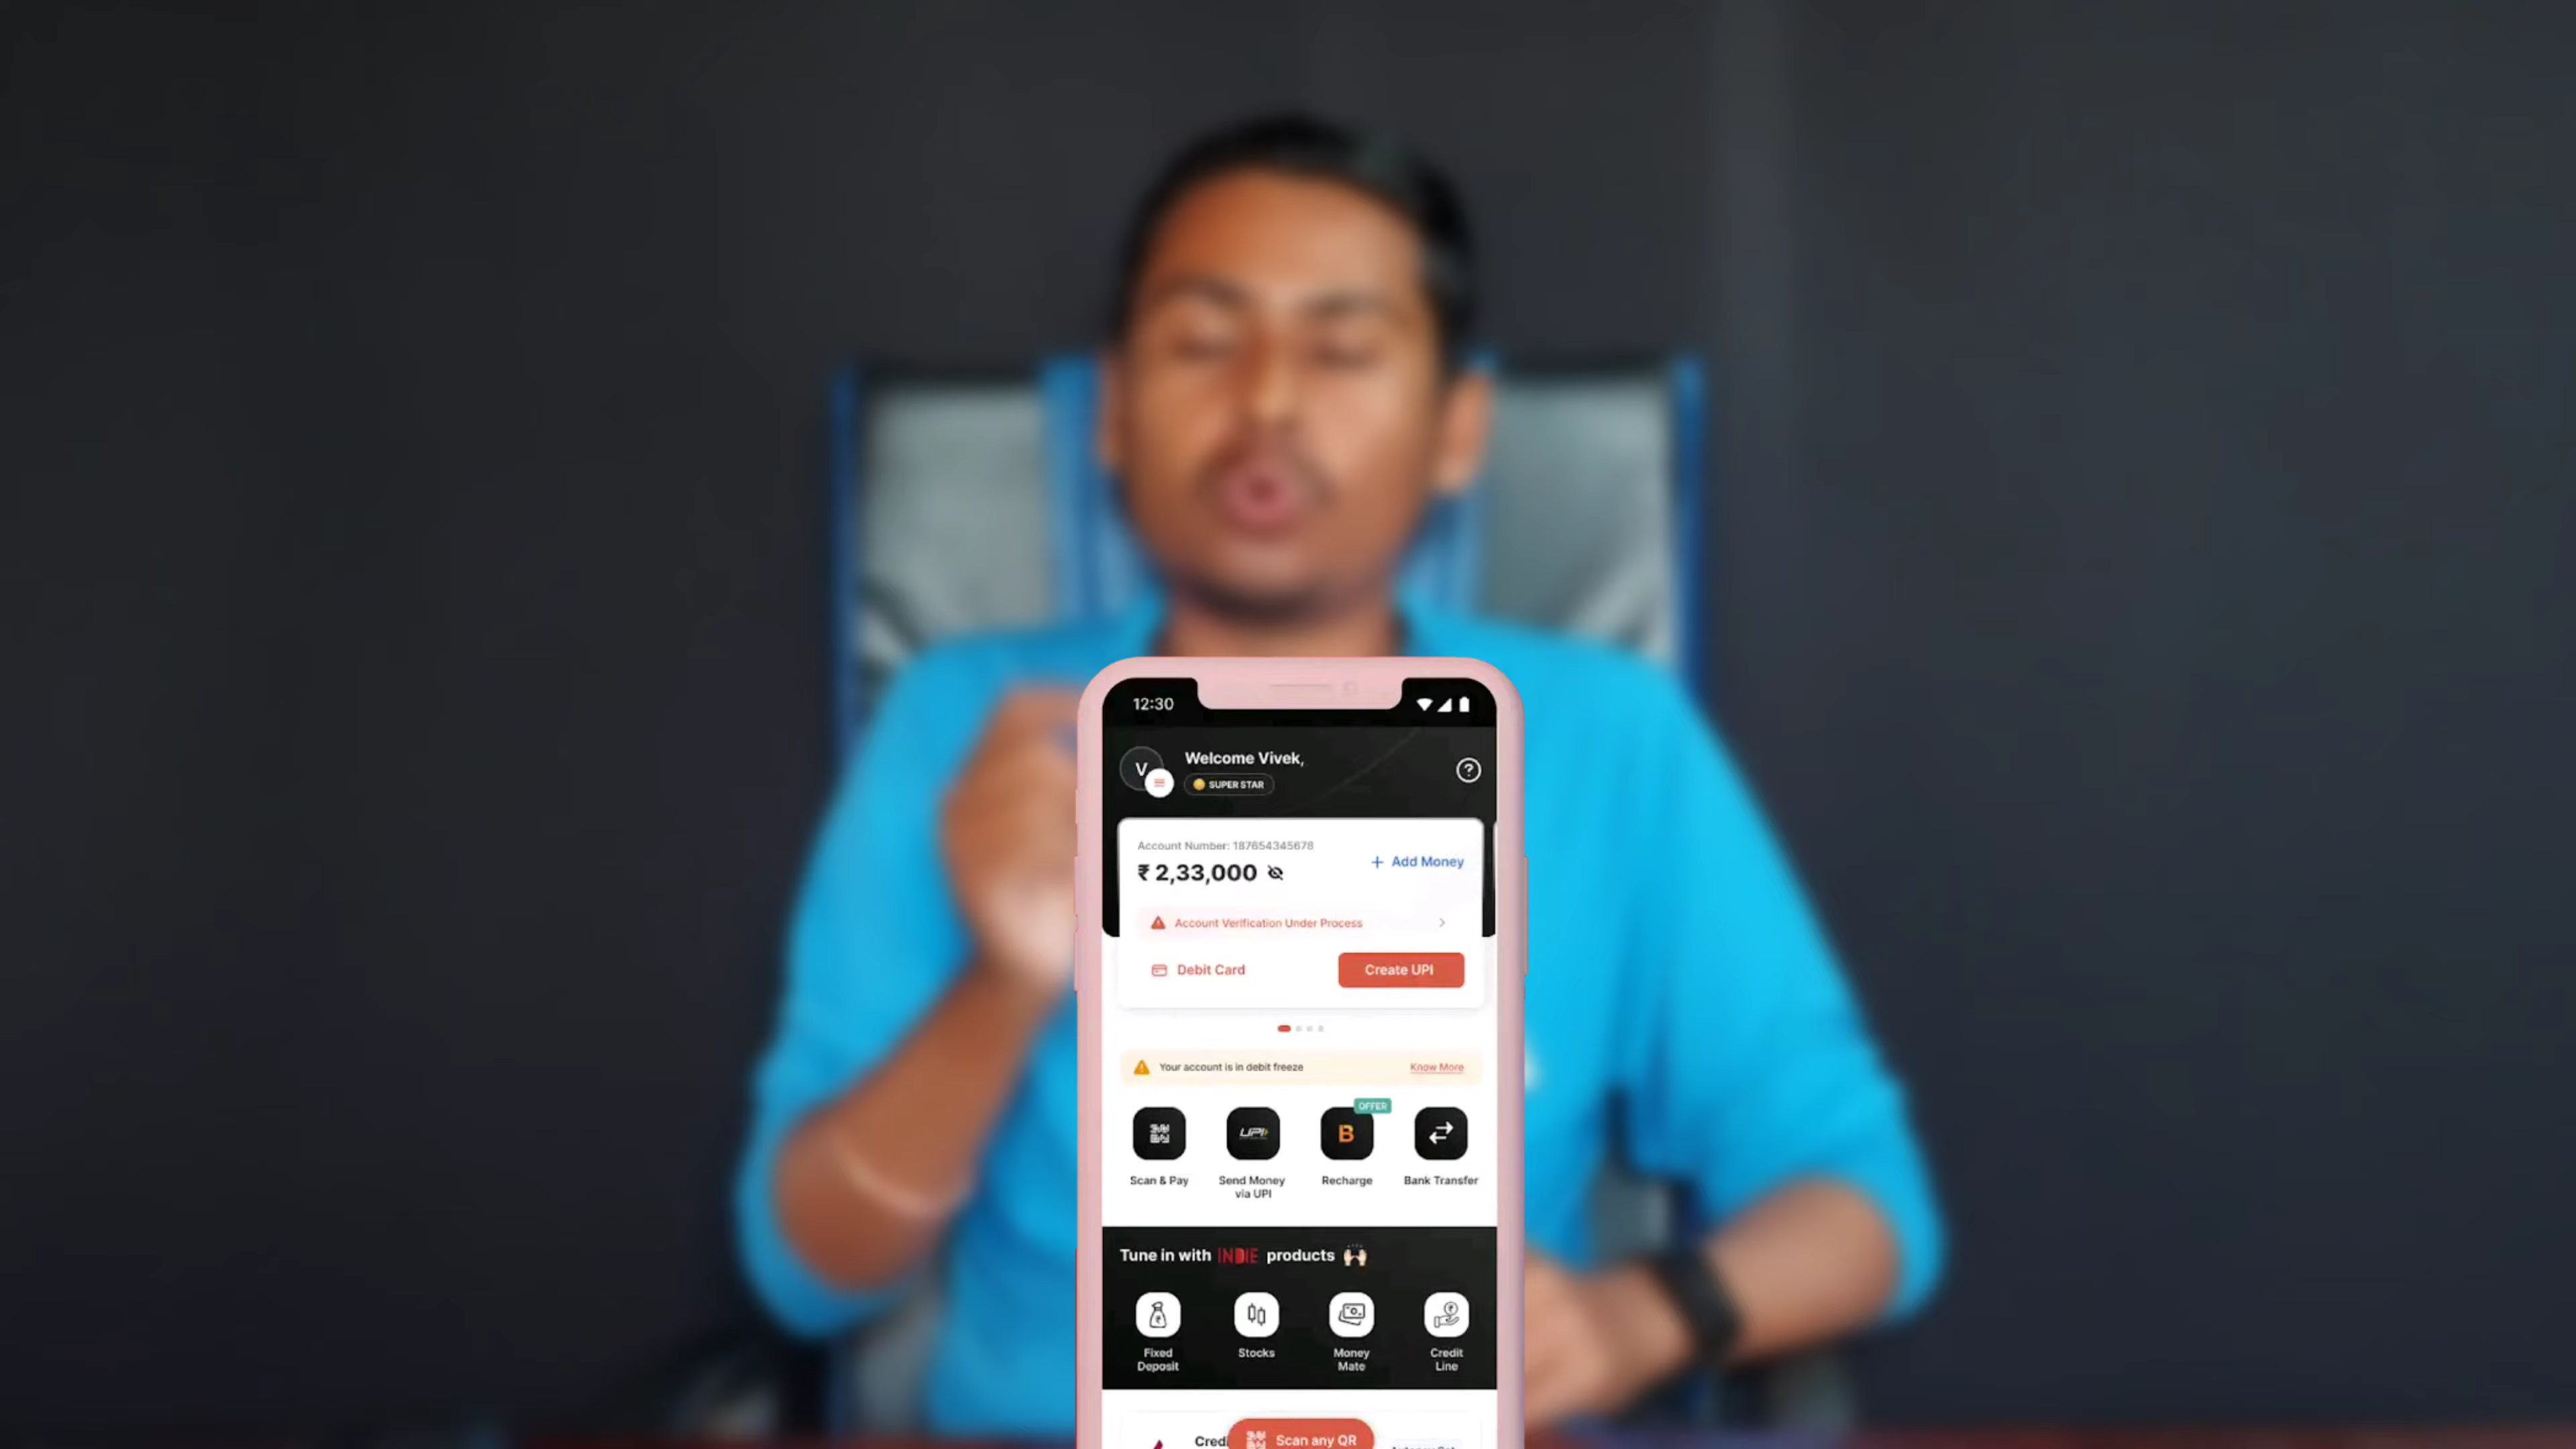 12:30
V
Welcome Vivek,
SUPER STAR
Account Number: 187654345678
₹ 2,33,000
+ Add Money
Account Verification Under Process
Debit Card
Create UPI
Your account is in debit freeze
Know More
OFFER
UPI
B
Scan & Pay
Send Money
via UPI
Recharge
Bank Transfer
Tune in with INDIE products
Fixed
Deposit
Stocks
Money
Mate
Credit
Line
Scan any QR